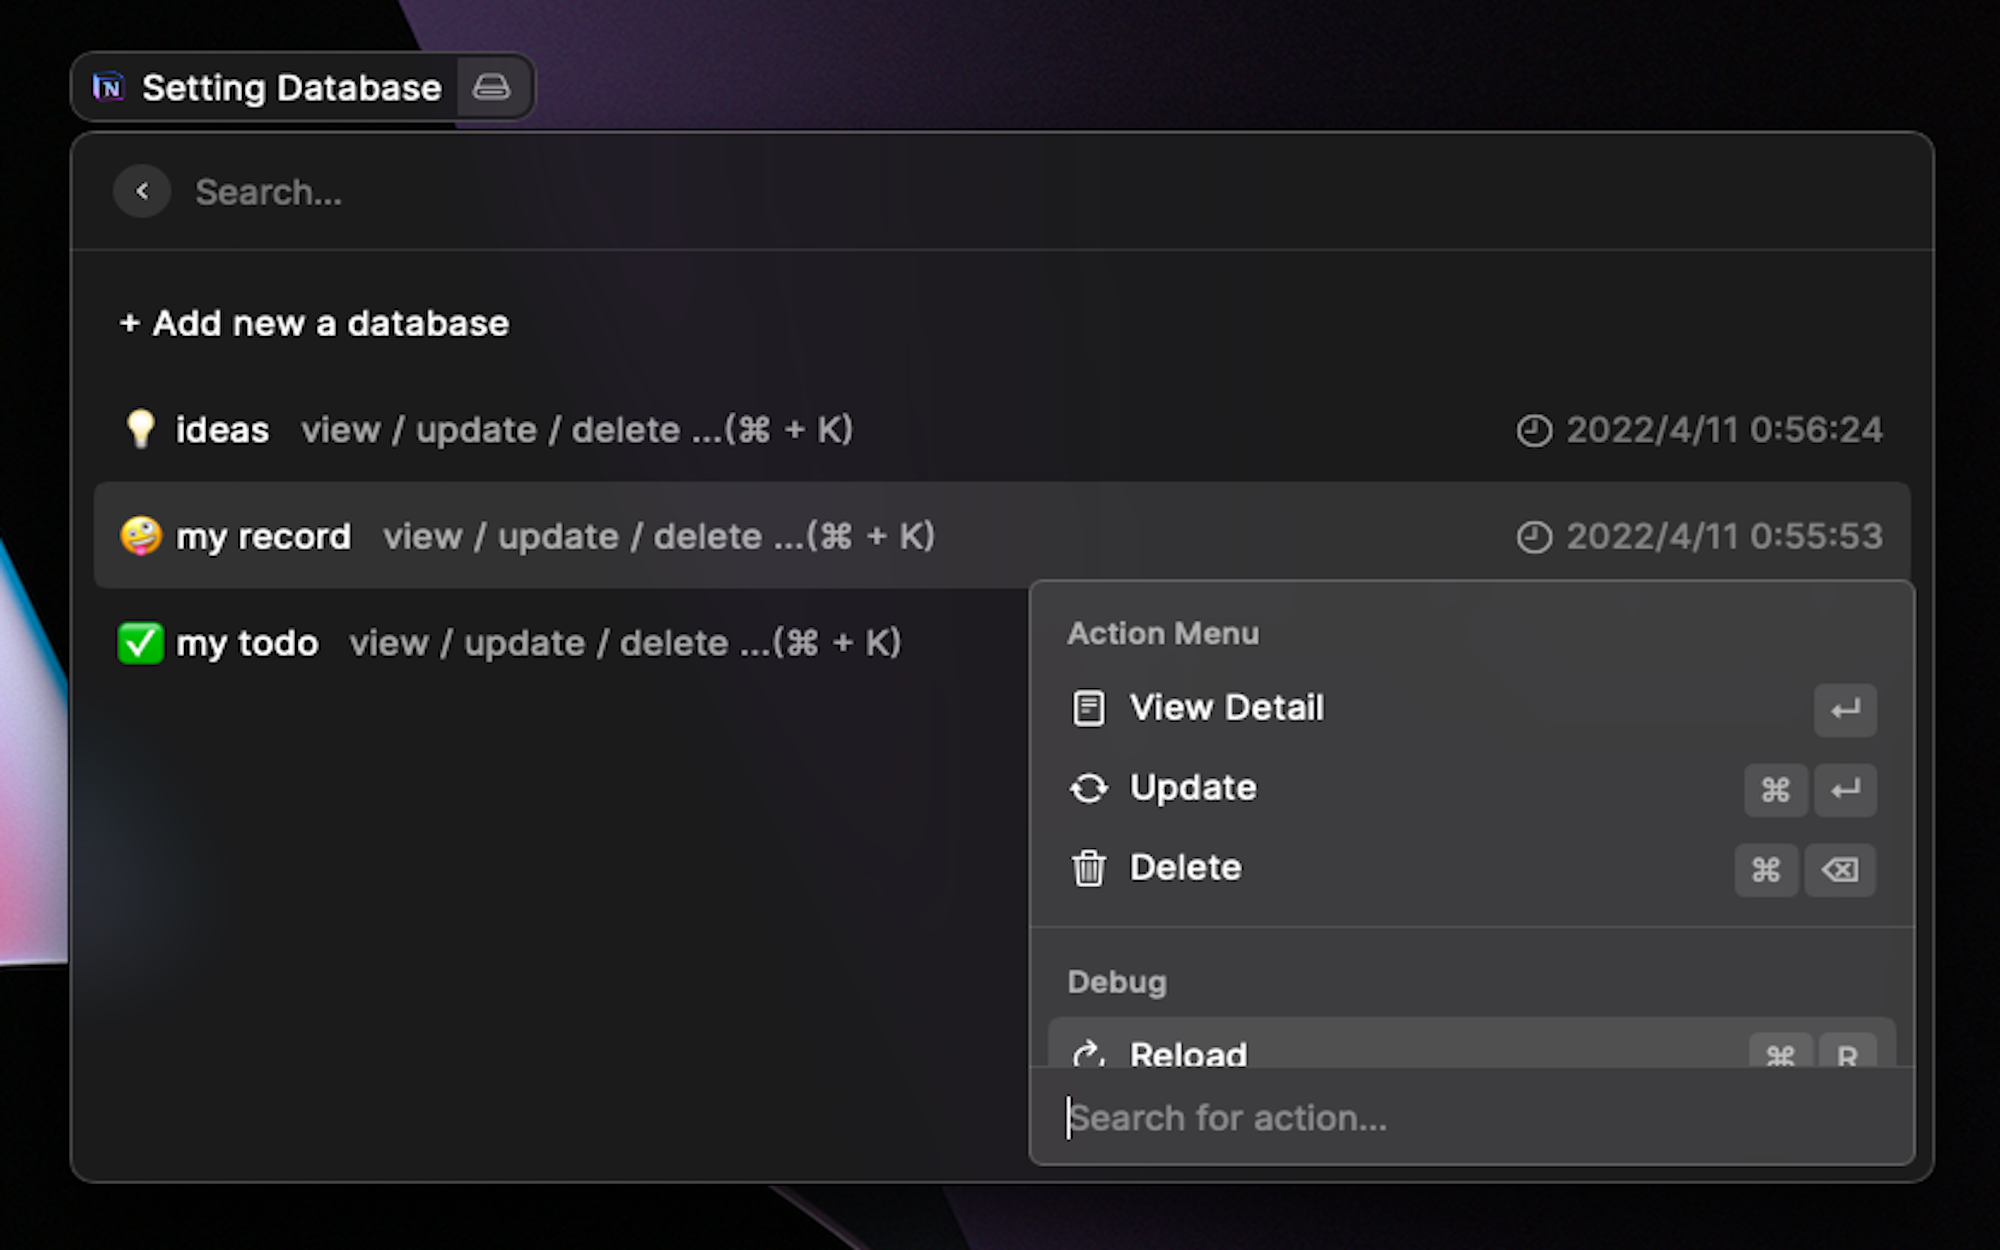 Setting Database
Search...
+ Add new a database
💡 ideas view / update / delete ...(⌘ + K) 2022/4/11 0:56:24
🤪 my record view / update / delete ...(⌘ + K) 2022/4/11 0:55:53
✅ my todo view / update / delete ...(⌘ + K)
Action Menu
View Detail ↵
Update ⌘ ↵
Delete ⌘ ⌫
Debug
Reload ⌘ R
Search for action...